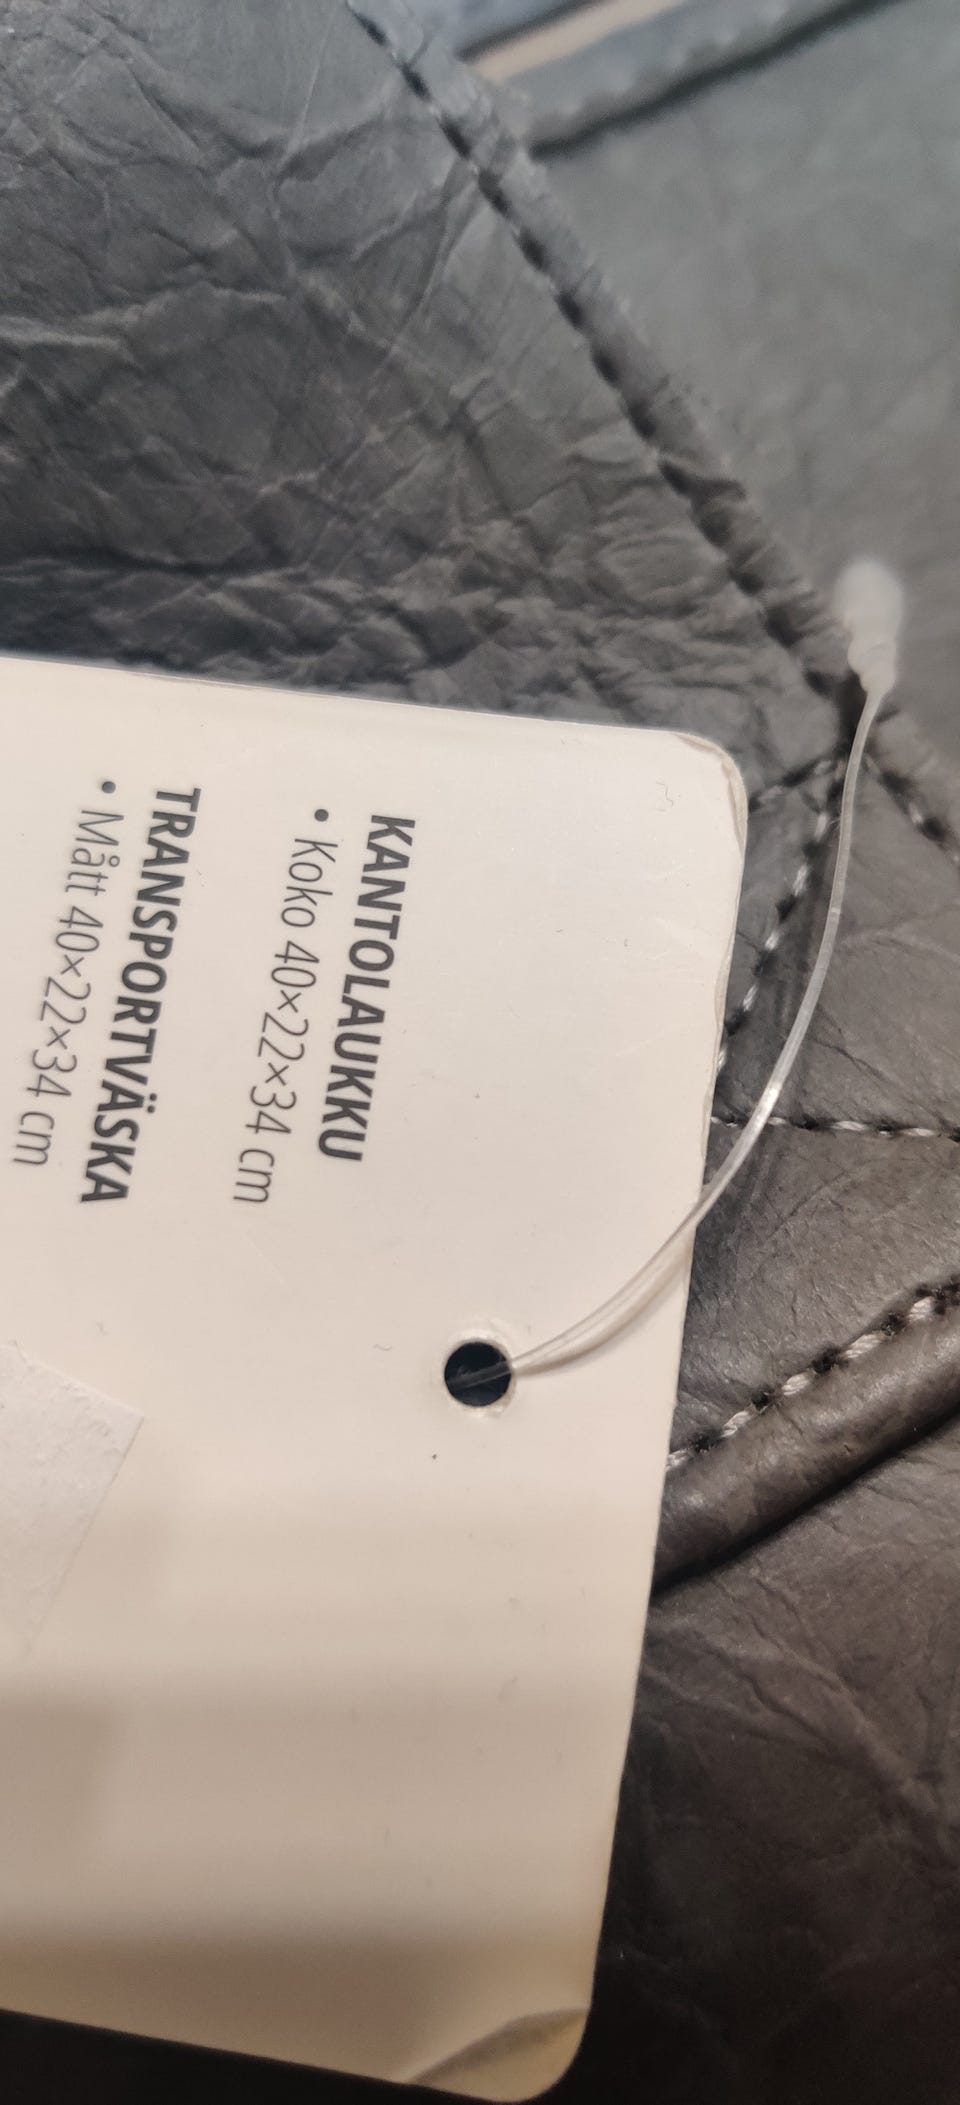 KANTOLAUKKU
• Koko 40×22×34 cm
TRANSPORTVÄSKA
• Mått 40×22×34 cm